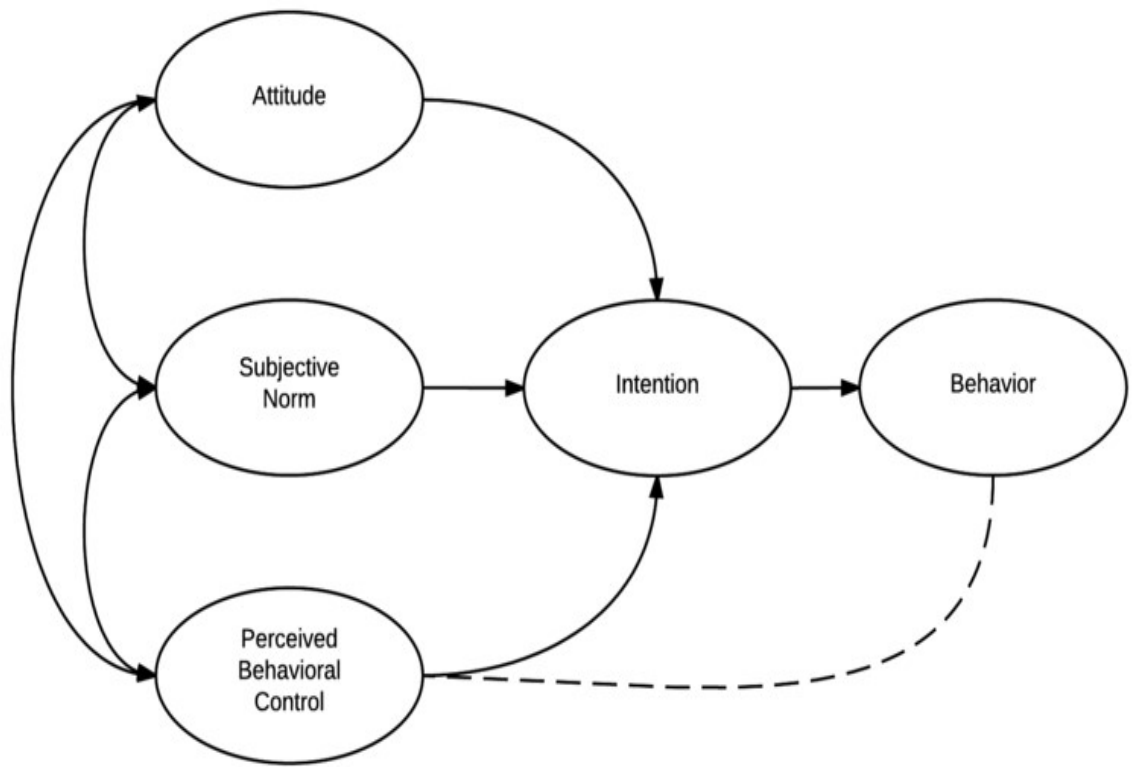 Attitude
Subjective
Norm
Intention
Behavior
Perceived
Behavioral
Control